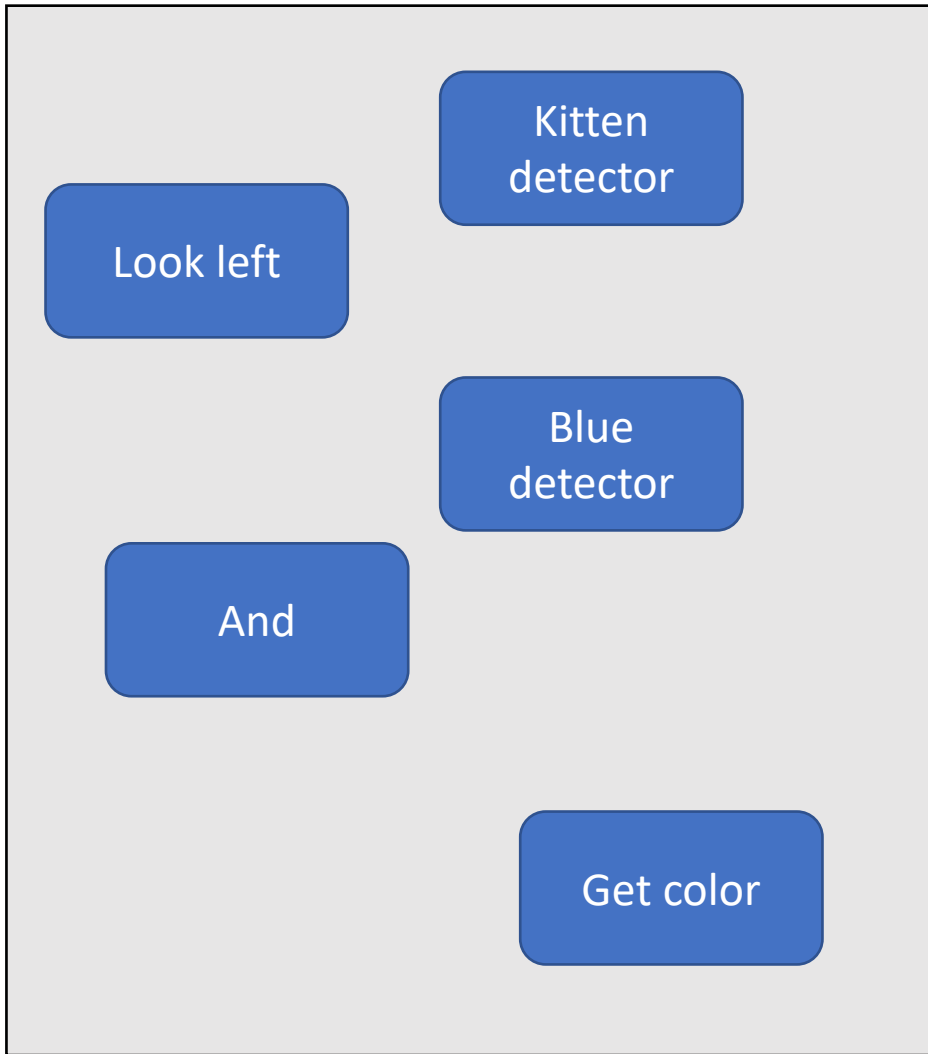 Kitten
detector
Look left
Blue
detector
And
Get color